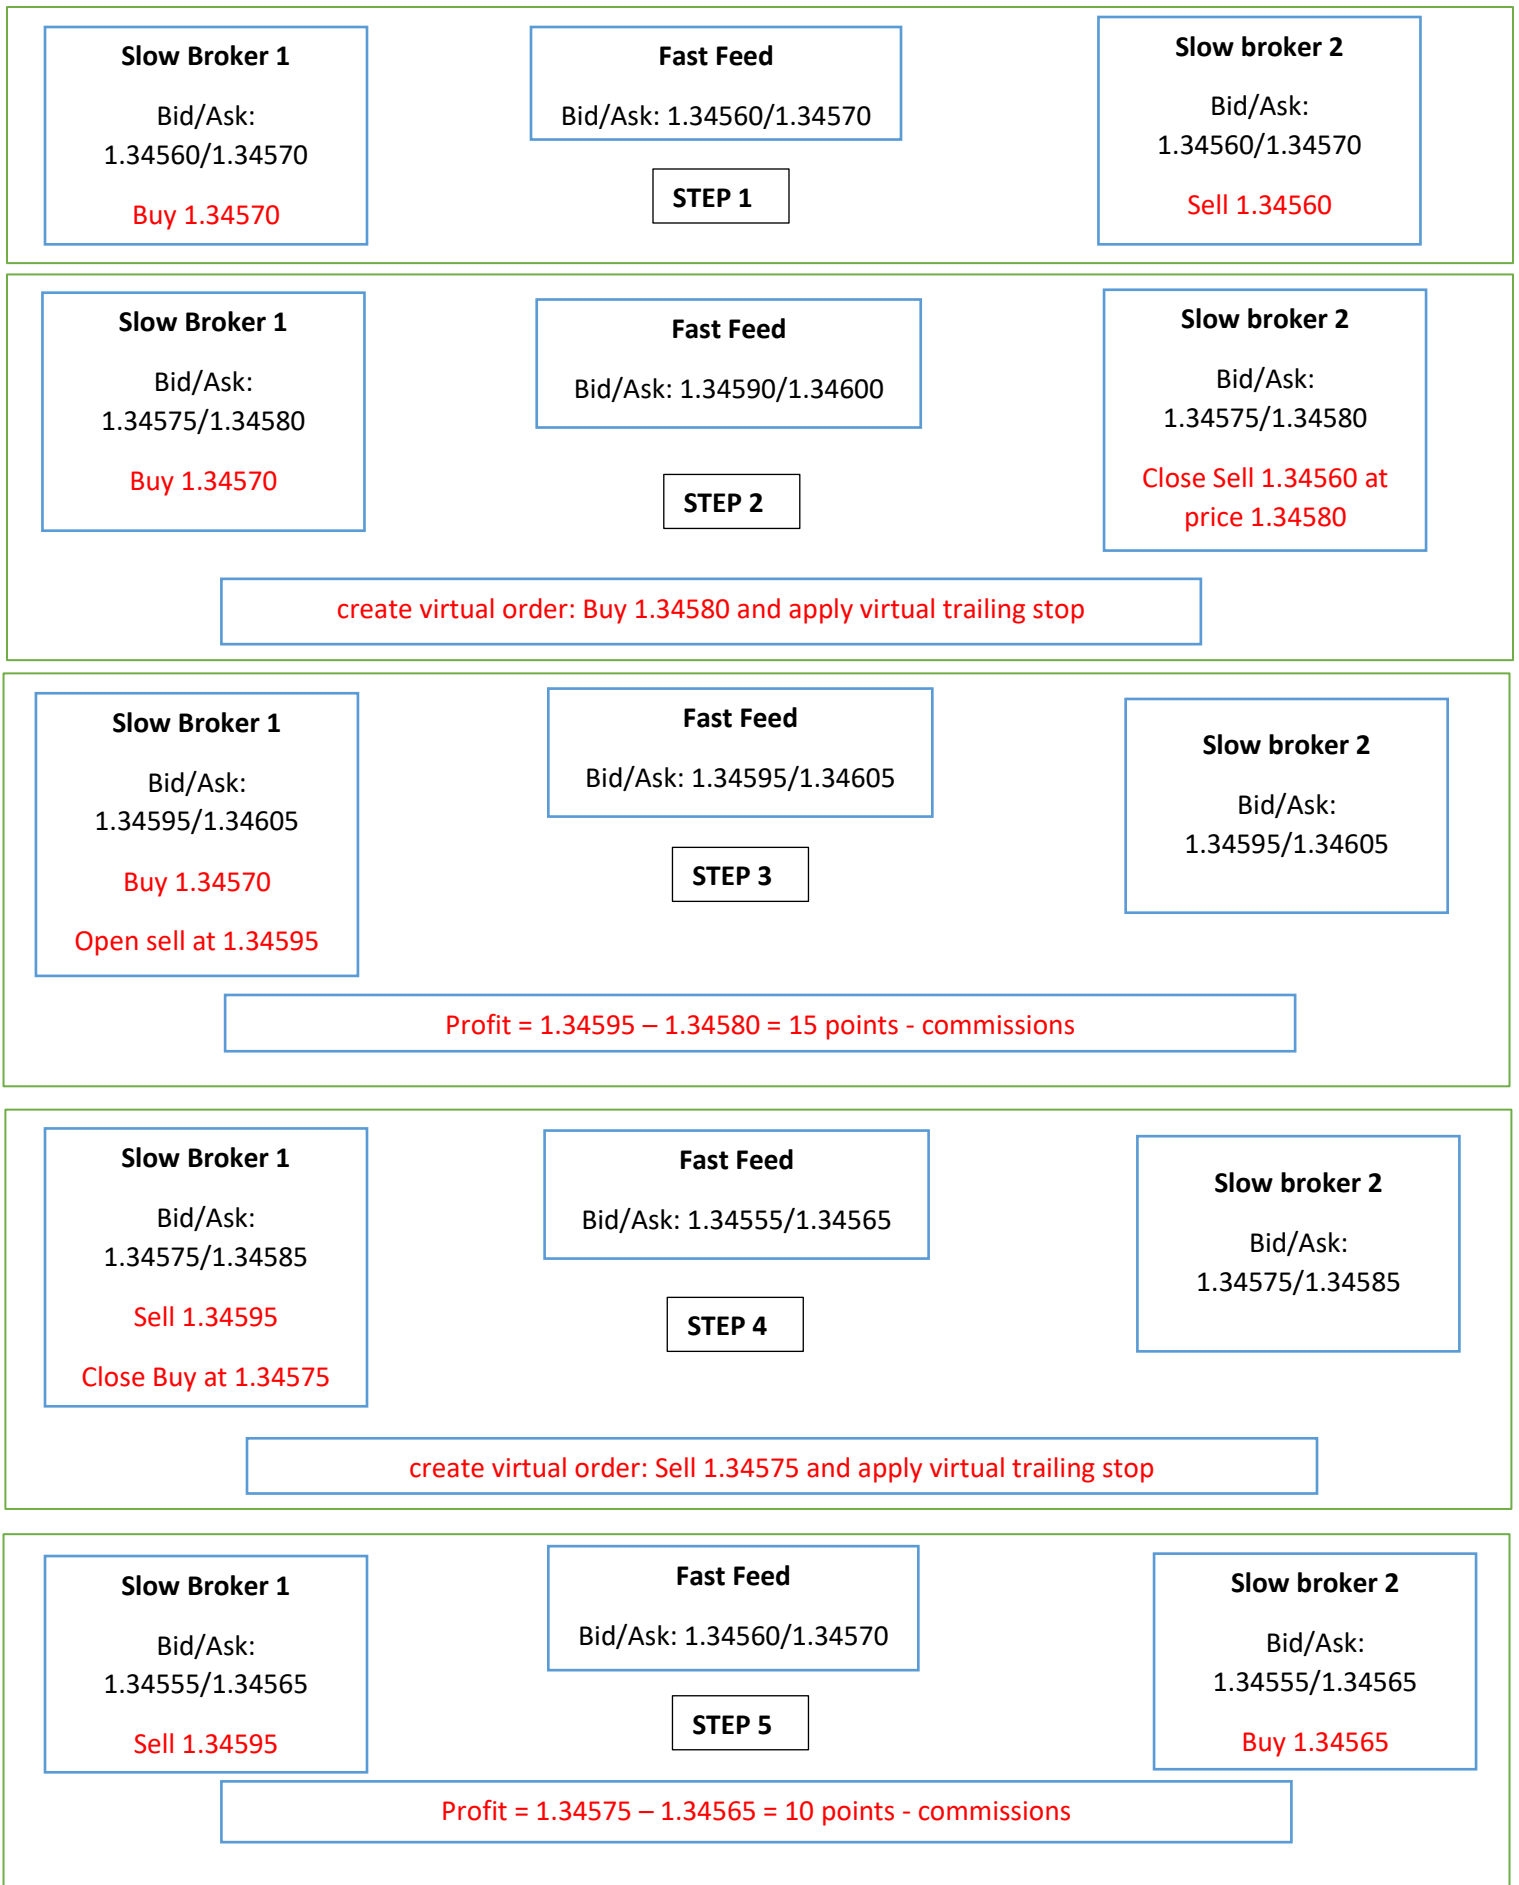 Slow Broker 1
Bid/Ask:
1.34560/1.34570
Buy 1.34570
Fast Feed
Bid/Ask: 1.34560/1.34570
STEP 1
Slow broker 2
Bid/Ask:
1.34560/1.34570
Sell 1.34560
Slow Broker 1
Bid/Ask:
1.34575/1.34580
Buy 1.34570
Fast Feed
Bid/Ask: 1.34590/1.34600
STEP 2
Slow broker 2
Bid/Ask:
1.34575/1.34580
Close Sell 1.34560 at
price 1.34580
create virtual order: Buy 1.34580 and apply virtual trailing stop
Slow Broker 1
Bid/Ask:
1.34595/1.34605
Buy 1.34570
Open sell at 1.34595
Fast Feed
Bid/Ask: 1.34595/1.34605
STEP 3
Slow broker 2
Bid/Ask:
1.34595/1.34605
Profit = 1.34595 – 1.34580 = 15 points - commissions
Slow Broker 1
Bid/Ask:
1.34575/1.34585
Sell 1.34595
Close Buy at 1.34575
Fast Feed
Bid/Ask: 1.34555/1.34565
STEP 4
Slow broker 2
Bid/Ask:
1.34575/1.34585
create virtual order: Sell 1.34575 and apply virtual trailing stop
Slow Broker 1
Bid/Ask:
1.34555/1.34565
Sell 1.34595
Fast Feed
Bid/Ask: 1.34560/1.34570
STEP 5
Slow broker 2
Bid/Ask:
1.34555/1.34565
Buy 1.34565
Profit = 1.34575 – 1.34565 = 10 points - commissions